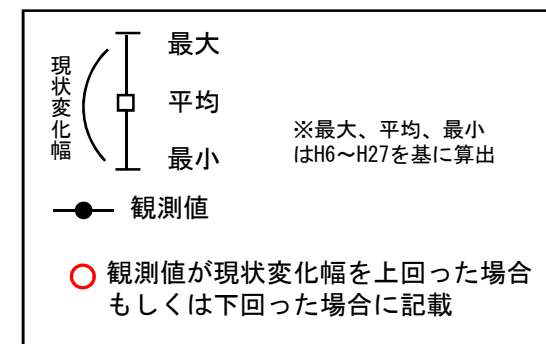 現状変化幅
最大
平均
最小
※最大、平均、最小
はH6～H27を基に算出
観測値
観測値が現状変化幅を上回った場合
もしくは下回った場合に記載